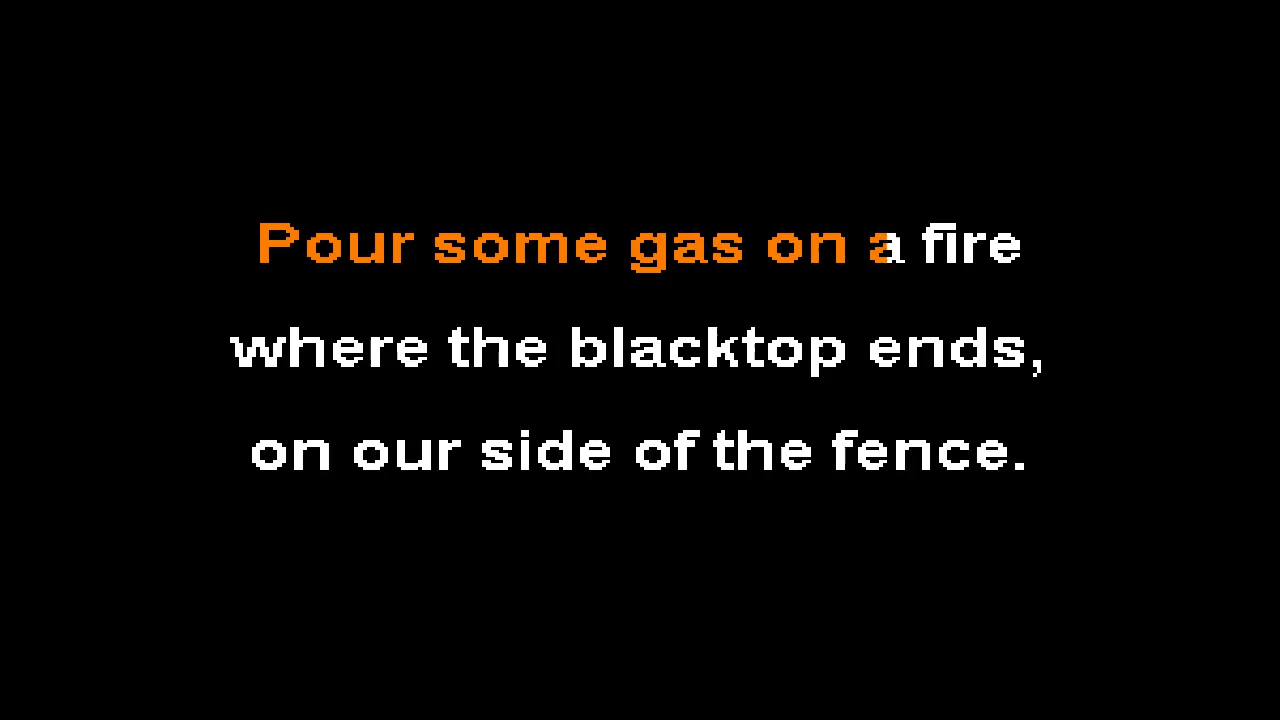 Pour some gas on a fire
where the blacktop ends,
on our side of the fence.